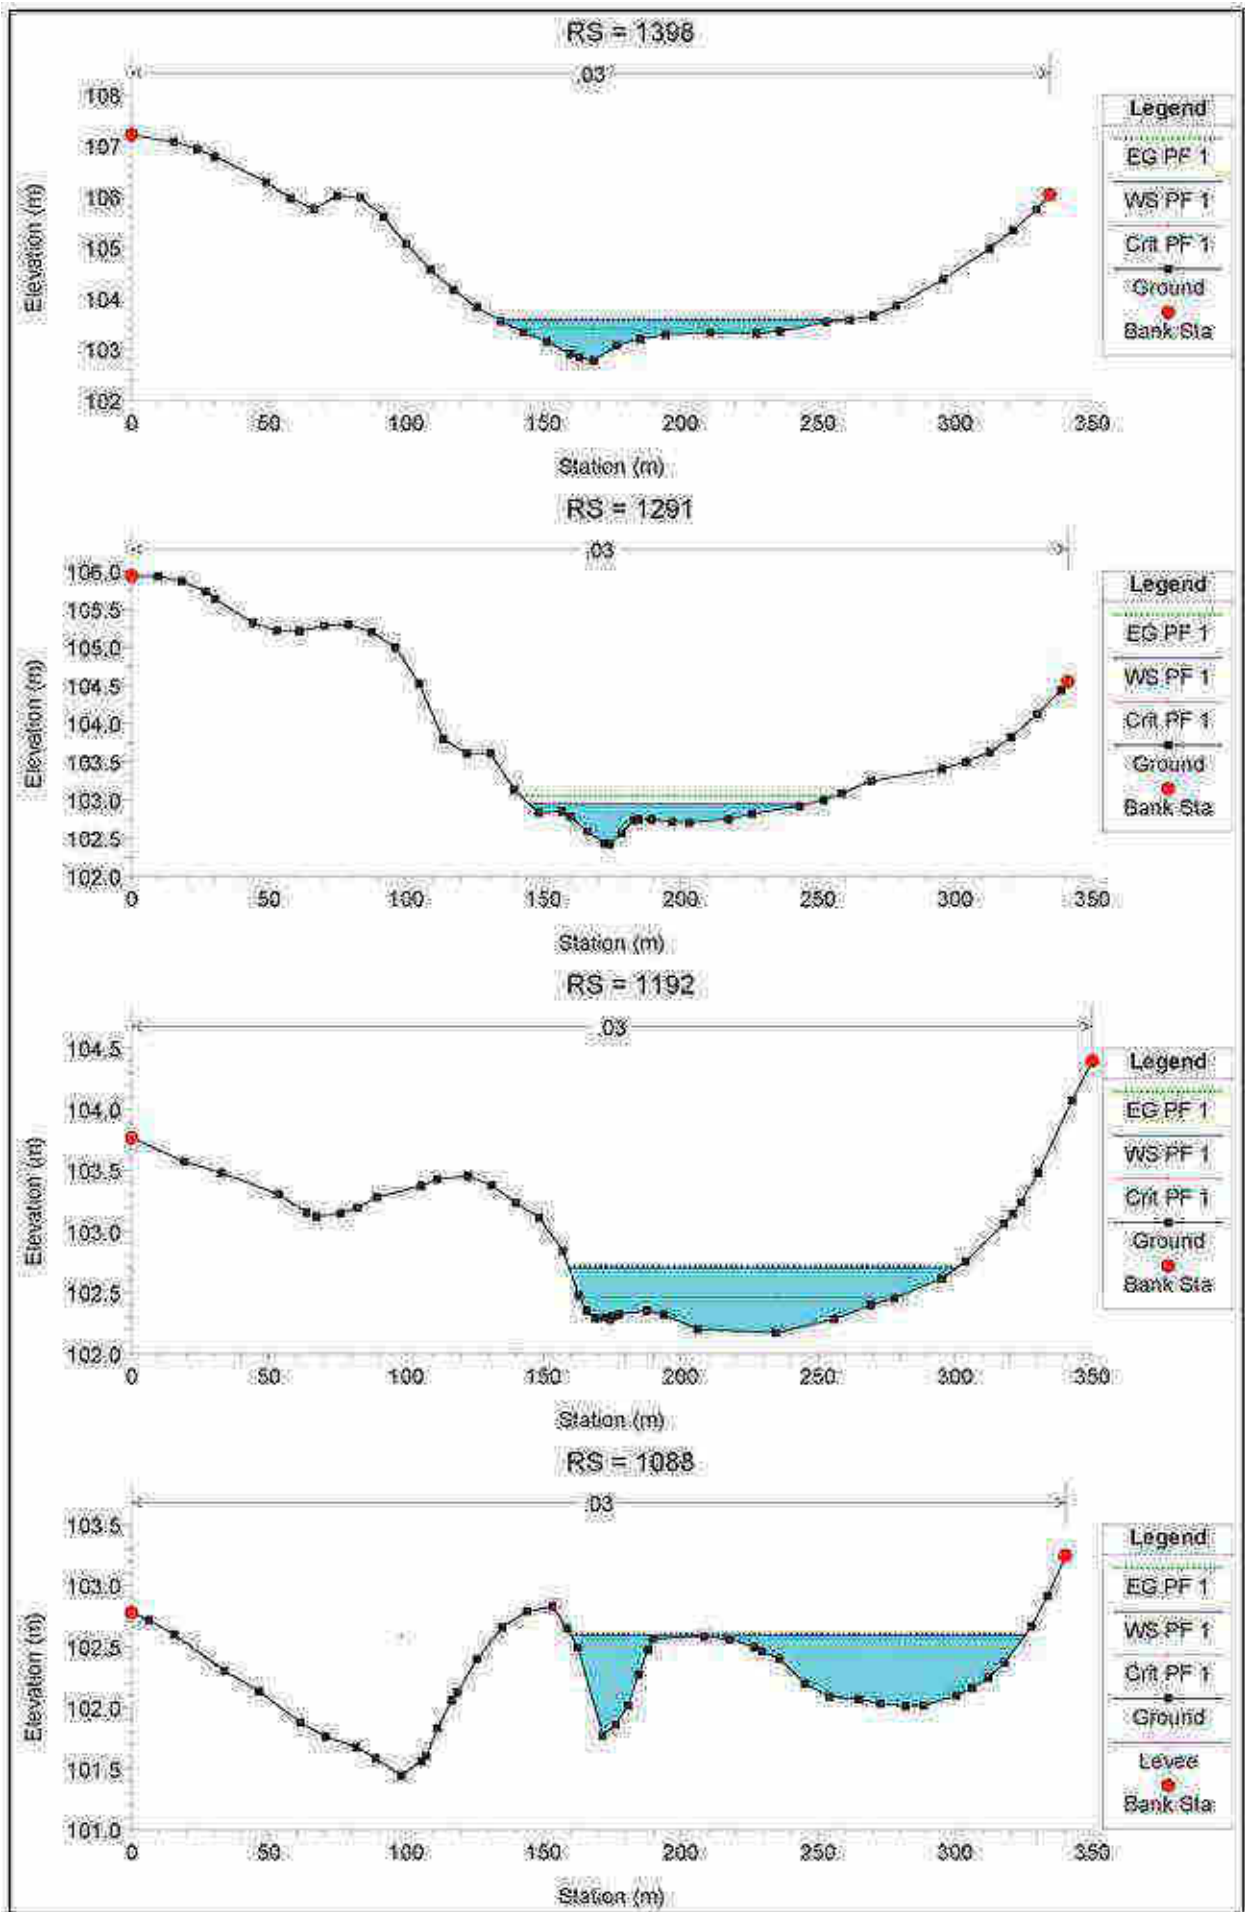 RS = 1398
.03
108
107
106
105
104
103
102
Elevation (m)
0 50 100 150 200 250 300 350
Station (m)
Legend
EG PF 1
WS PF 1
Crit PF 1
Ground
Bank Sta
RS = 1291
.03
106.0
105.5
105.0
104.5
104.0
103.5
103.0
102.5
102.0
Elevation (m)
0 50 100 150 200 250 300 350
Station (m)
Legend
EG PF 1
WS PF 1
Crit PF 1
Ground
Bank Sta
RS = 1192
.03
104.5
104.0
103.5
103.0
102.5
102.0
Elevation (m)
0 50 100 150 200 250 300 350
Station (m)
Legend
EG PF 1
WS PF 1
Crit PF 1
Ground
Bank Sta
RS = 1088
.03
103.5
103.0
102.5
102.0
101.5
101.0
Elevation (m)
0 50 100 150 200 250 300 350
Station (m)
Legend
EG PF 1
WS PF 1
Crit PF 1
Ground
Levee
Bank Sta